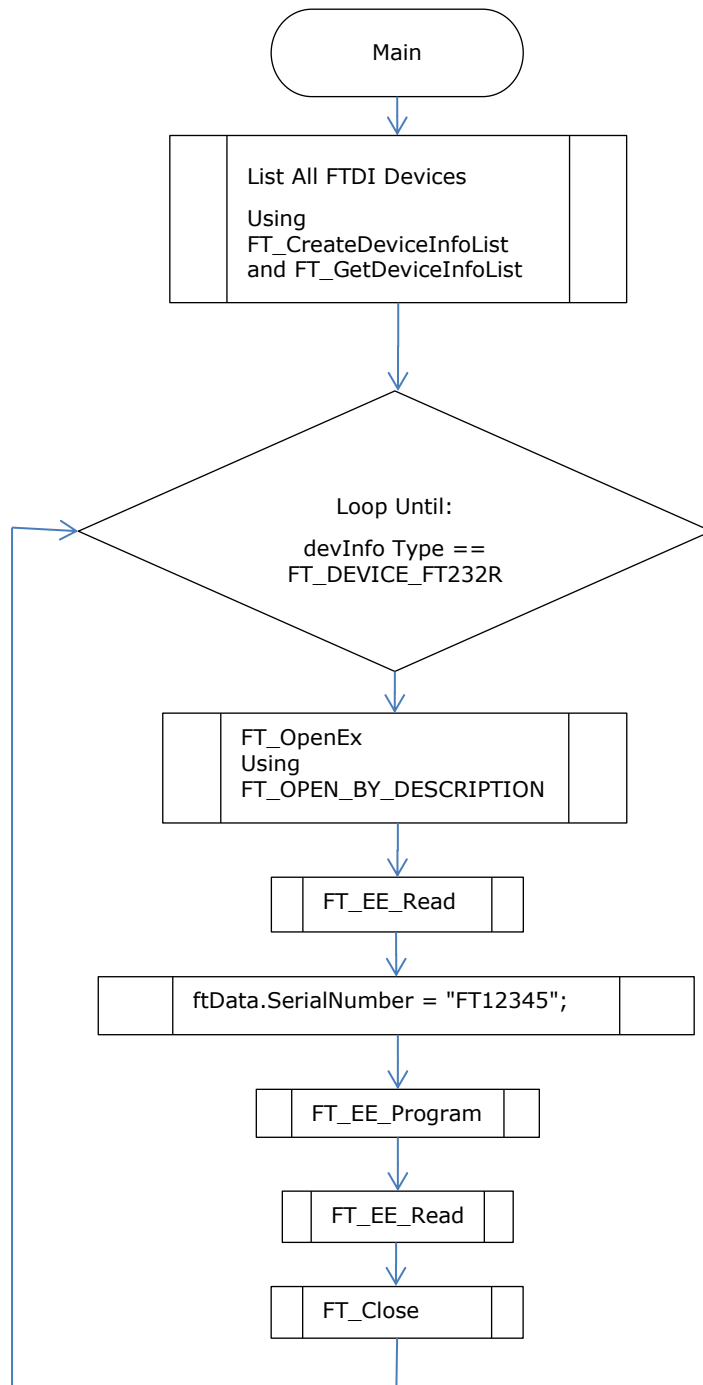 Main
List All FTDI Devices
Using
FT_CreateDeviceInfoList
and FT_GetDeviceInfoList
Loop Until:
devInfo Type ==
FT_DEVICE_FT232R
FT_OpenEx
Using
FT_OPEN_BY_DESCRIPTION
FT_EE_Read
ftData.SerialNumber = "FT12345";
FT_EE_Program
FT_EE_Read
FT_Close